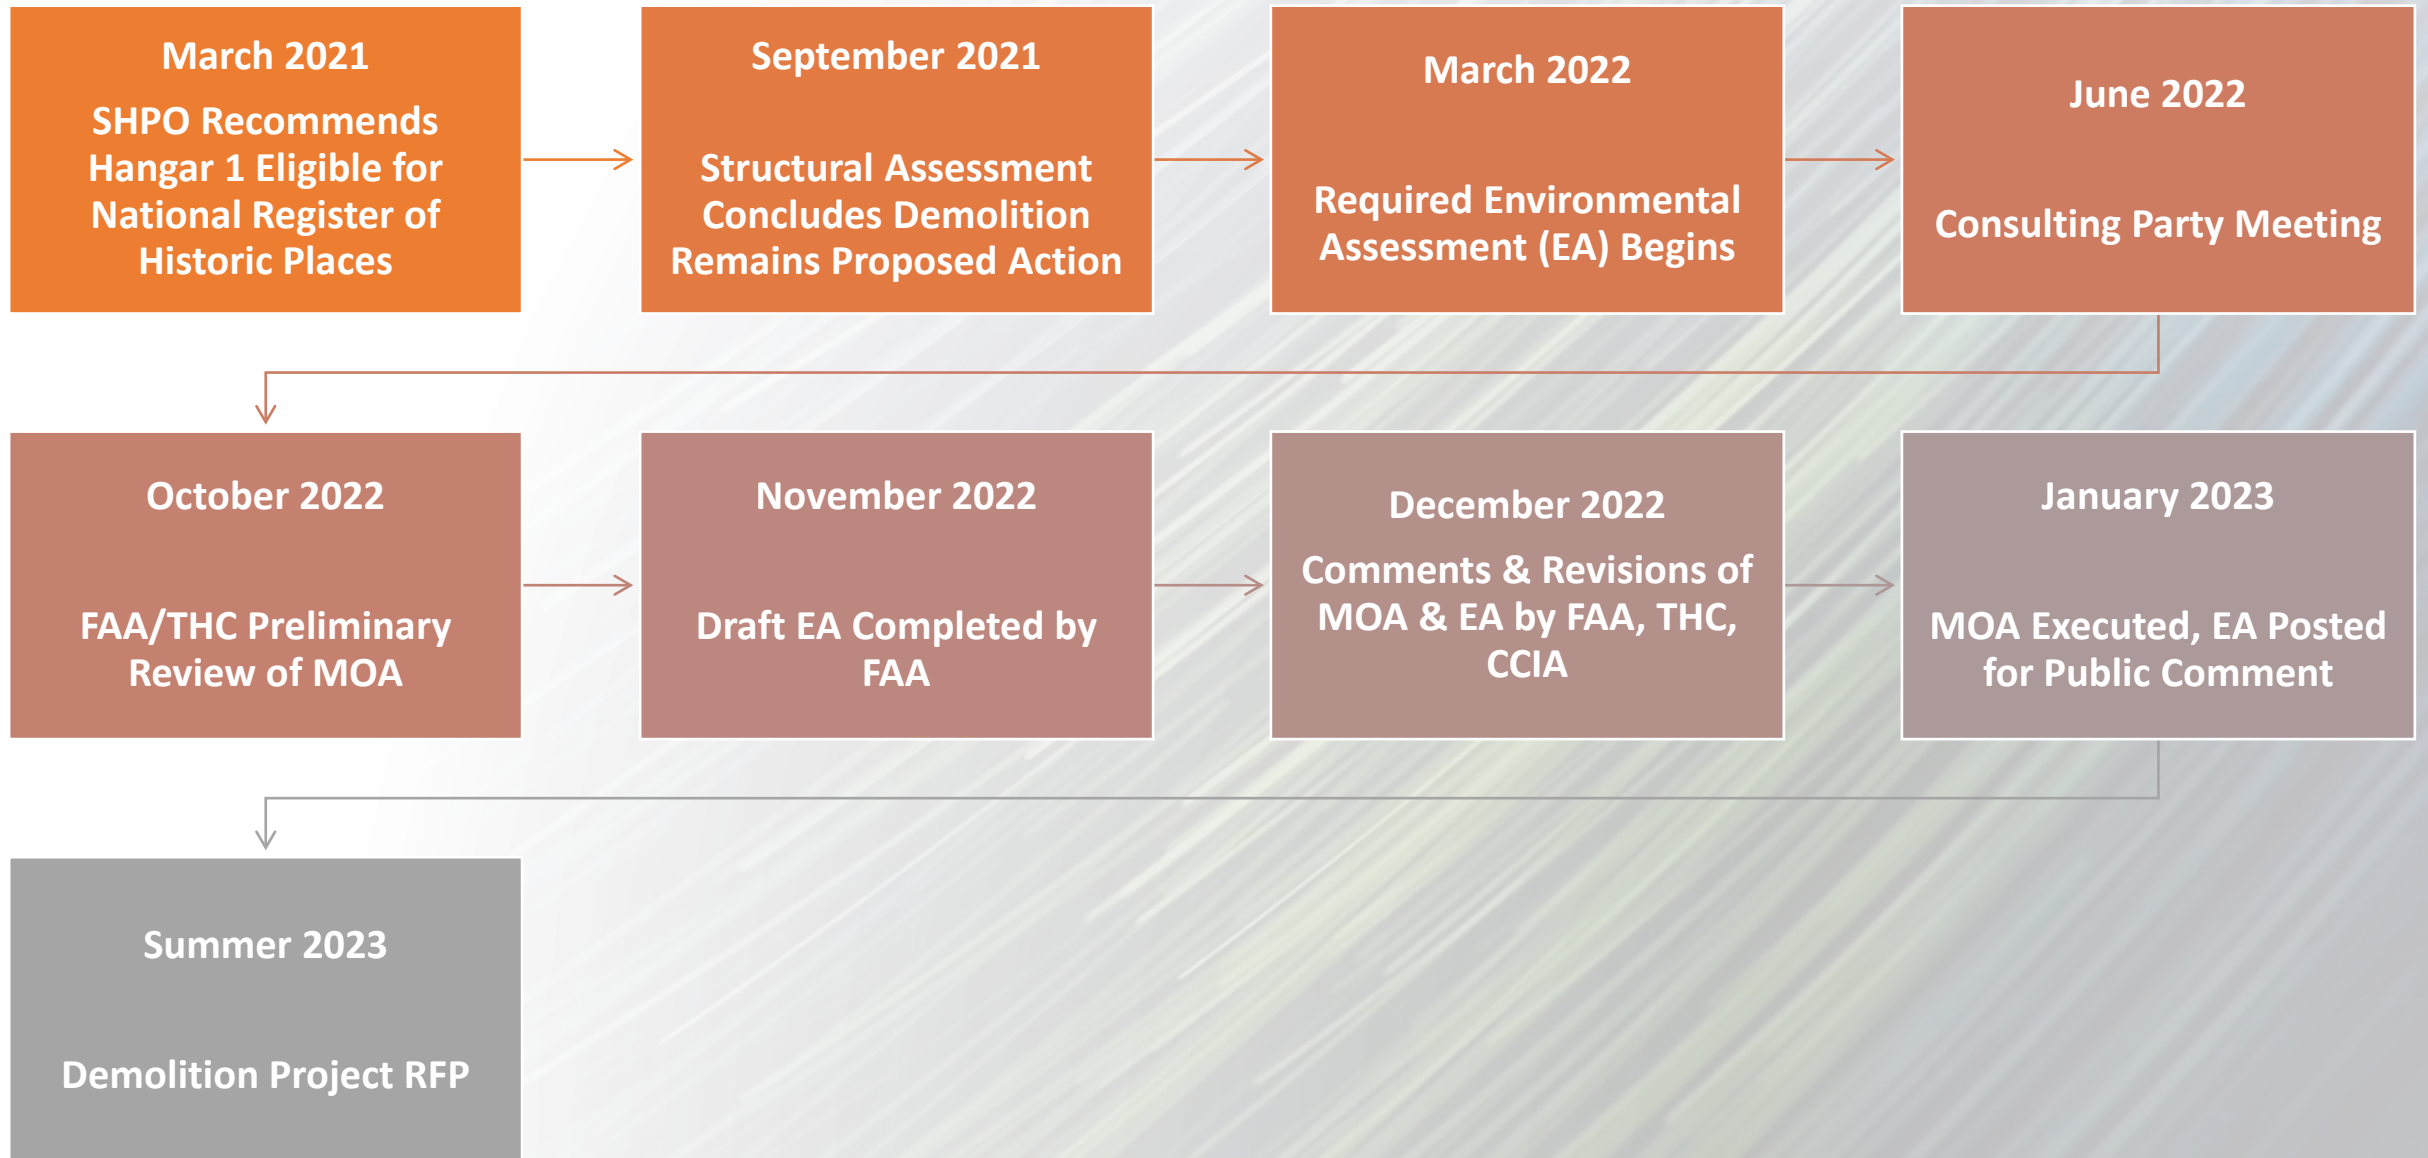 March 2021
SHPO Recommends
Hangar 1 Eligible for
National Register of
Historic Places
September 2021
Structural Assessment
Concludes Demolition
Remains Proposed Action
March 2022
Required Environmental
Assessment (EA) Begins
June 2022
Consulting Party Meeting
October 2022
FAA/THC Preliminary
Review of MOA
November 2022
Draft EA Completed by
FAA
December 2022
Comments & Revisions of
MOA & EA by FAA, THC,
CCIA
January 2023
MOA Executed, EA Posted
for Public Comment
Summer 2023
Demolition Project RFP